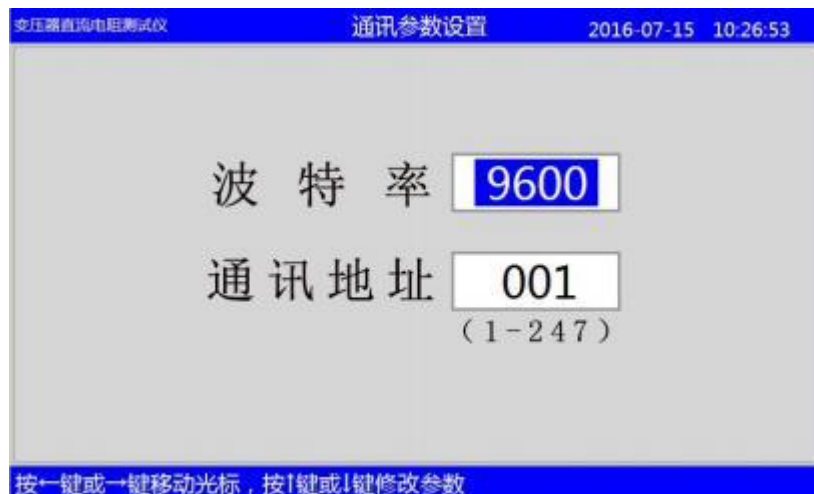 变压器直流电阻测试仪 通讯参数设置 2016-07-15 10:26:53
波特率 9600
通讯地址 001
(1-247)
按←键或→键移动光标，按↑键或↓键修改参数